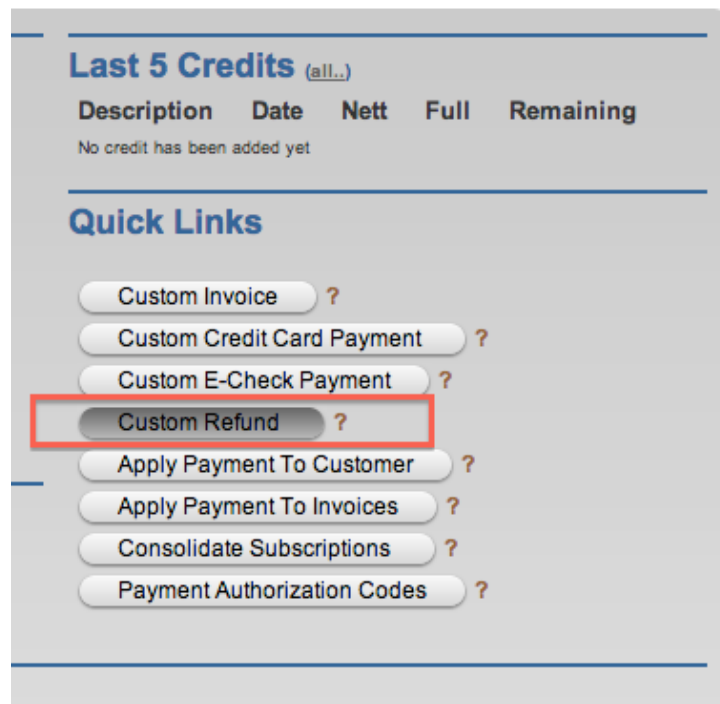 Last 5 Credits (all..)
Description Date Nett Full Remaining
No credit has been added yet
Quick Links
Custom Invoice ?
Custom Credit Card Payment ?
Custom E-Check Payment ?
Custom Refund ?
Apply Payment To Customer ?
Apply Payment To Invoices ?
Consolidate Subscriptions ?
Payment Authorization Codes ?